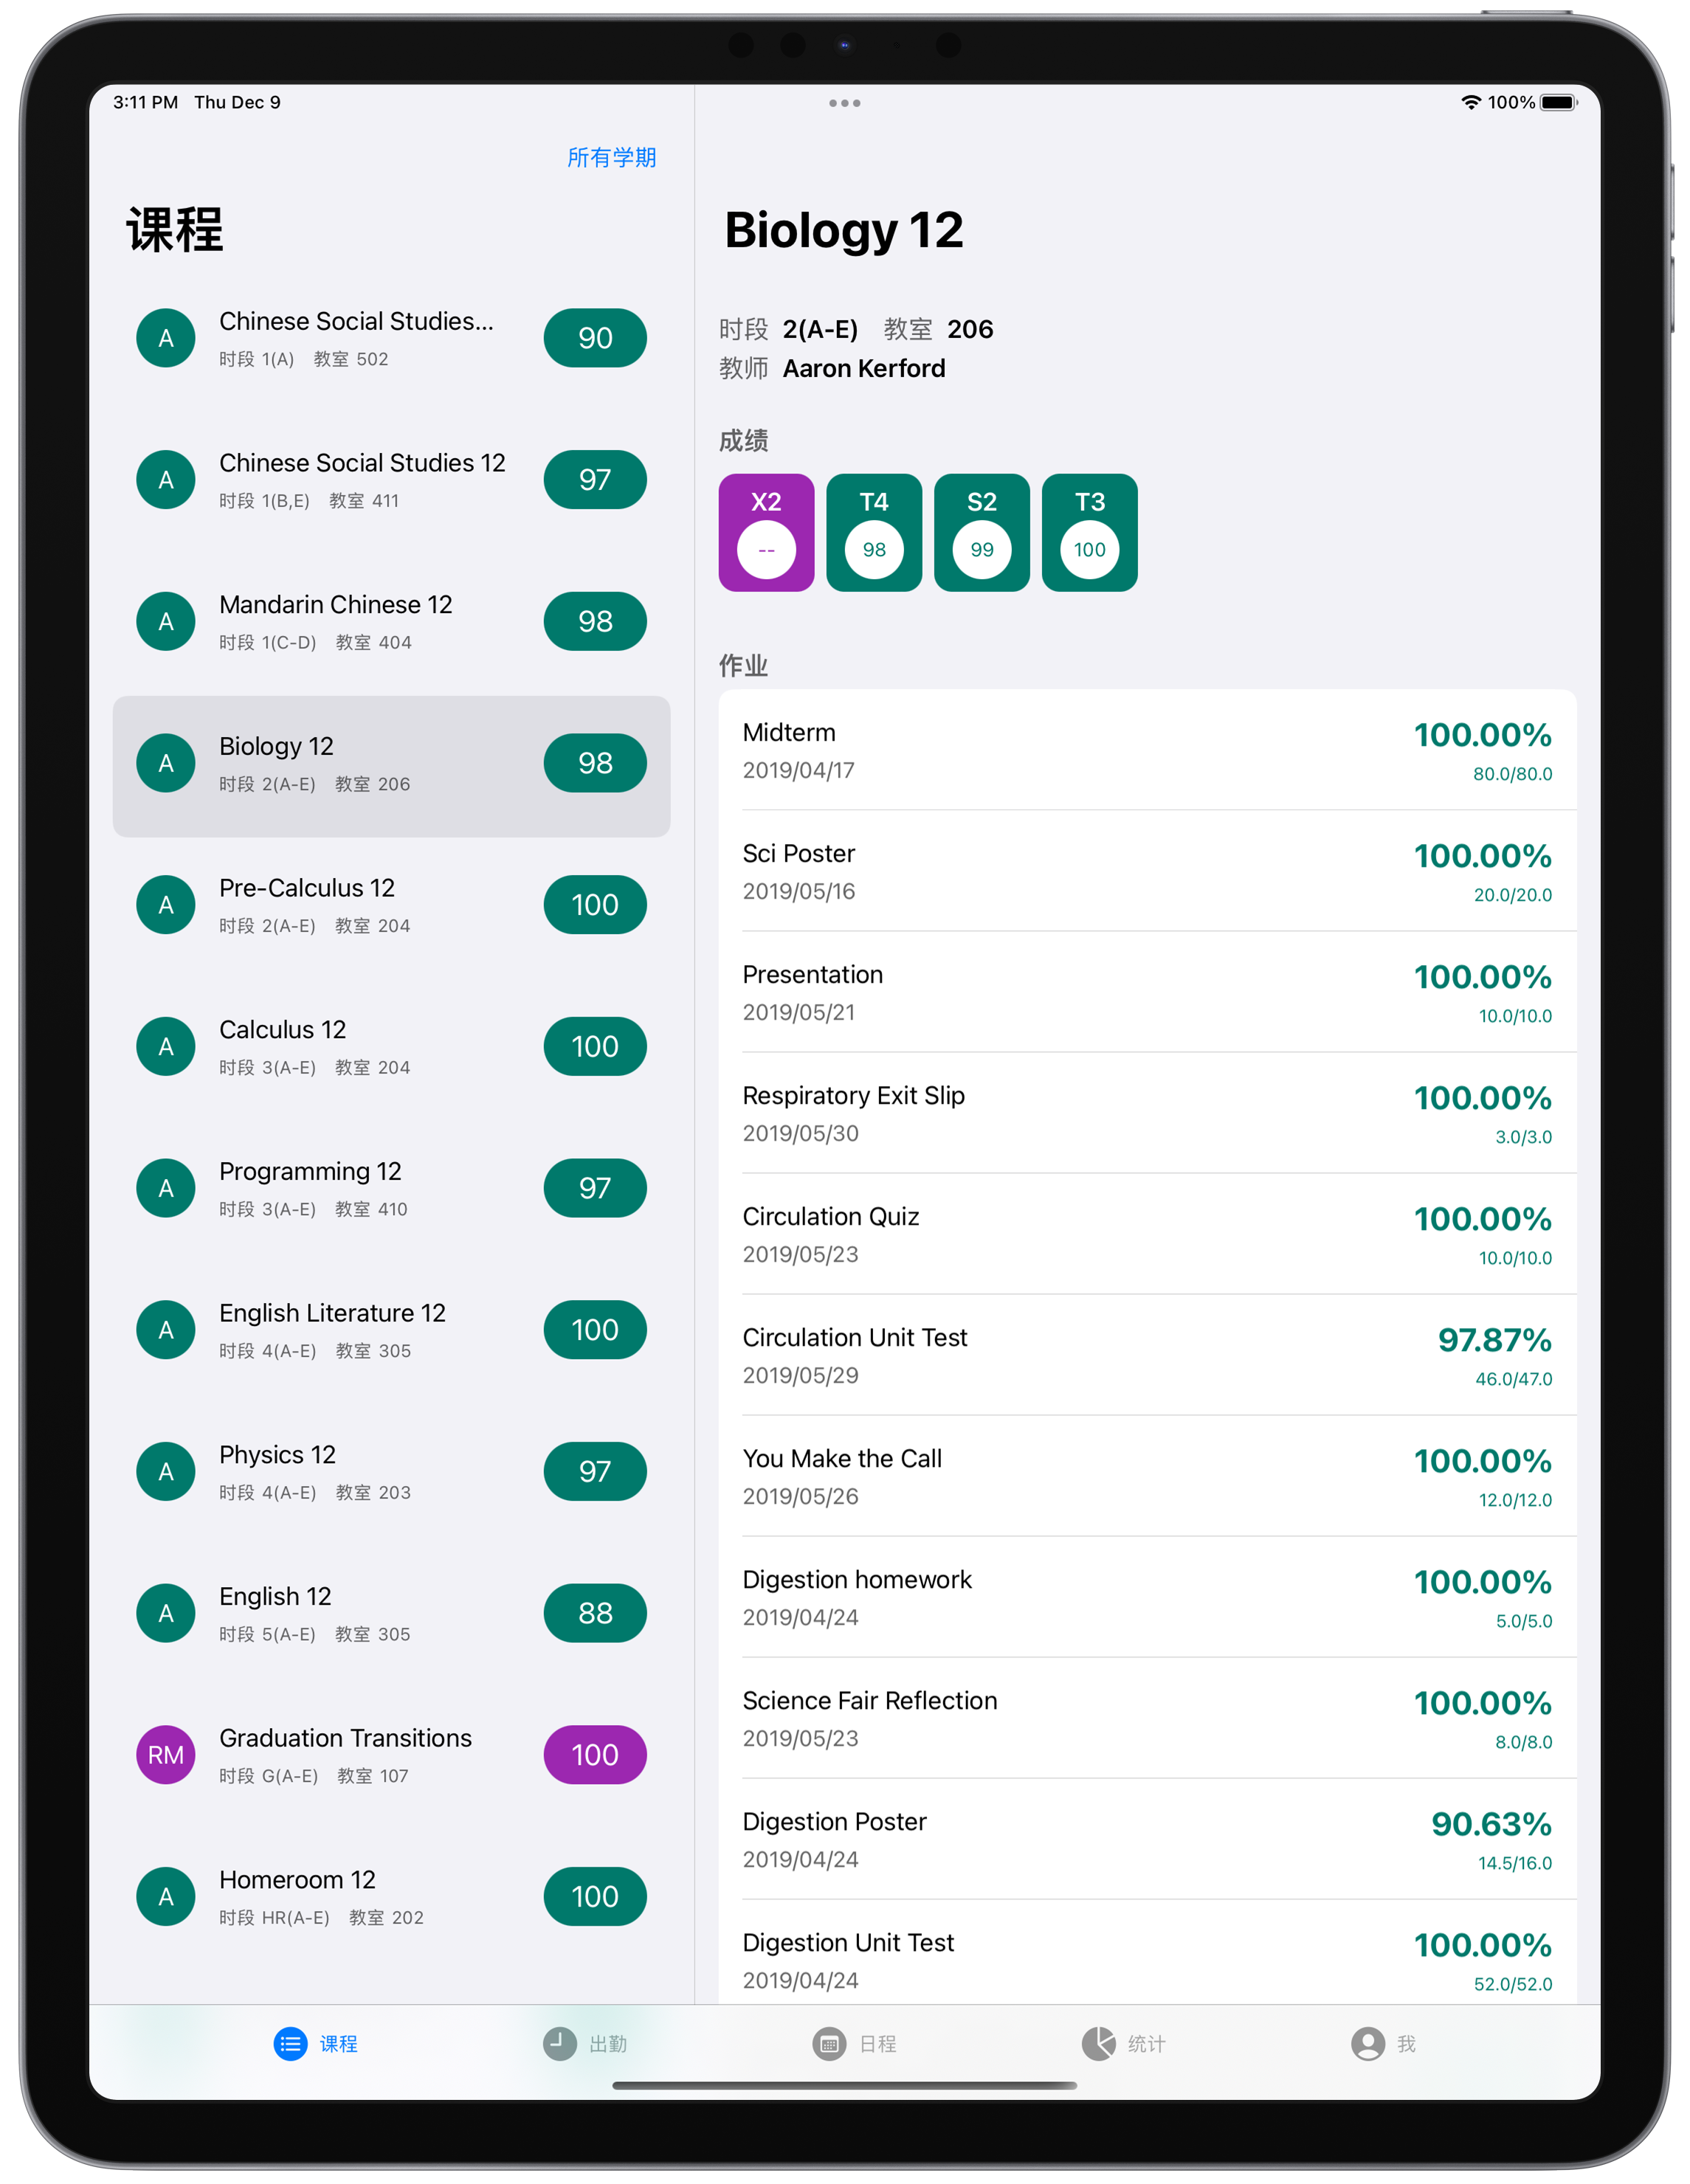 3:11 PM Thu Dec 9
100%
所有学期
课程
A
Chinese Social Studies...
时段 1(A) 教室 502
90
A
Chinese Social Studies 12
时段 1(B,E) 教室 411
97
A
Mandarin Chinese 12
时段 1(C-D) 教室 404
98
A
Biology 12
时段 2(A-E) 教室 206
98
A
Pre-Calculus 12
时段 2(A-E) 教室 204
100
A
Calculus 12
时段 3(A-E) 教室 204
100
A
Programming 12
时段 3(A-E) 教室 410
97
A
English Literature 12
时段 4(A-E) 教室 305
100
A
Physics 12
时段 4(A-E) 教室 203
97
A
English 12
时段 5(A-E) 教室 305
88
RM
Graduation Transitions
时段 G(A-E) 教室 107
100
A
Homeroom 12
时段 HR(A-E) 教室 202
100
Biology 12
时段 2(A-E) 教室 206
教师 Aaron Kerford
成绩
X2 T4 S2 T3
-- 98 99 100
作业
Midterm
100.00%
2019/04/17
80.0/80.0
Sci Poster
100.00%
2019/05/16
20.0/20.0
Presentation
100.00%
2019/05/21
10.0/10.0
Respiratory Exit Slip
100.00%
2019/05/30
3.0/3.0
Circulation Quiz
100.00%
2019/05/23
10.0/10.0
Circulation Unit Test
97.87%
2019/05/29
46.0/47.0
You Make the Call
100.00%
2019/05/26
12.0/12.0
Digestion homework
100.00%
2019/04/24
5.0/5.0
Science Fair Reflection
100.00%
2019/05/23
8.0/8.0
Digestion Poster
90.63%
2019/04/24
14.5/16.0
Digestion Unit Test
100.00%
2019/04/24
52.0/52.0
课程 出勤 日程 统计 我